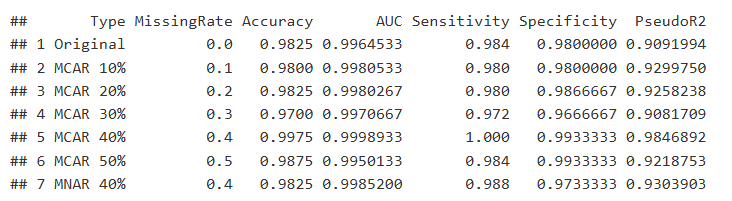 ##       Type MissingRate Accuracy       AUC Sensitivity Specificity  PseudoR2
## 1 Original         0.0   0.9825 0.9964533       0.984   0.9800000 0.9091994
## 2 MCAR 10%         0.1   0.9800 0.9980533       0.980   0.9800000 0.9299750
## 3 MCAR 20%         0.2   0.9825 0.9980267       0.980   0.9866667 0.9258238
## 4 MCAR 30%         0.3   0.9700 0.9970667       0.972   0.9666667 0.9081709
## 5 MCAR 40%         0.4   0.9975 0.9998933       1.000   0.9933333 0.9846892
## 6 MCAR 50%         0.5   0.9875 0.9950133       0.984   0.9933333 0.9218753
## 7 MNAR 40%         0.4   0.9825 0.9985200       0.988   0.9733333 0.9303903